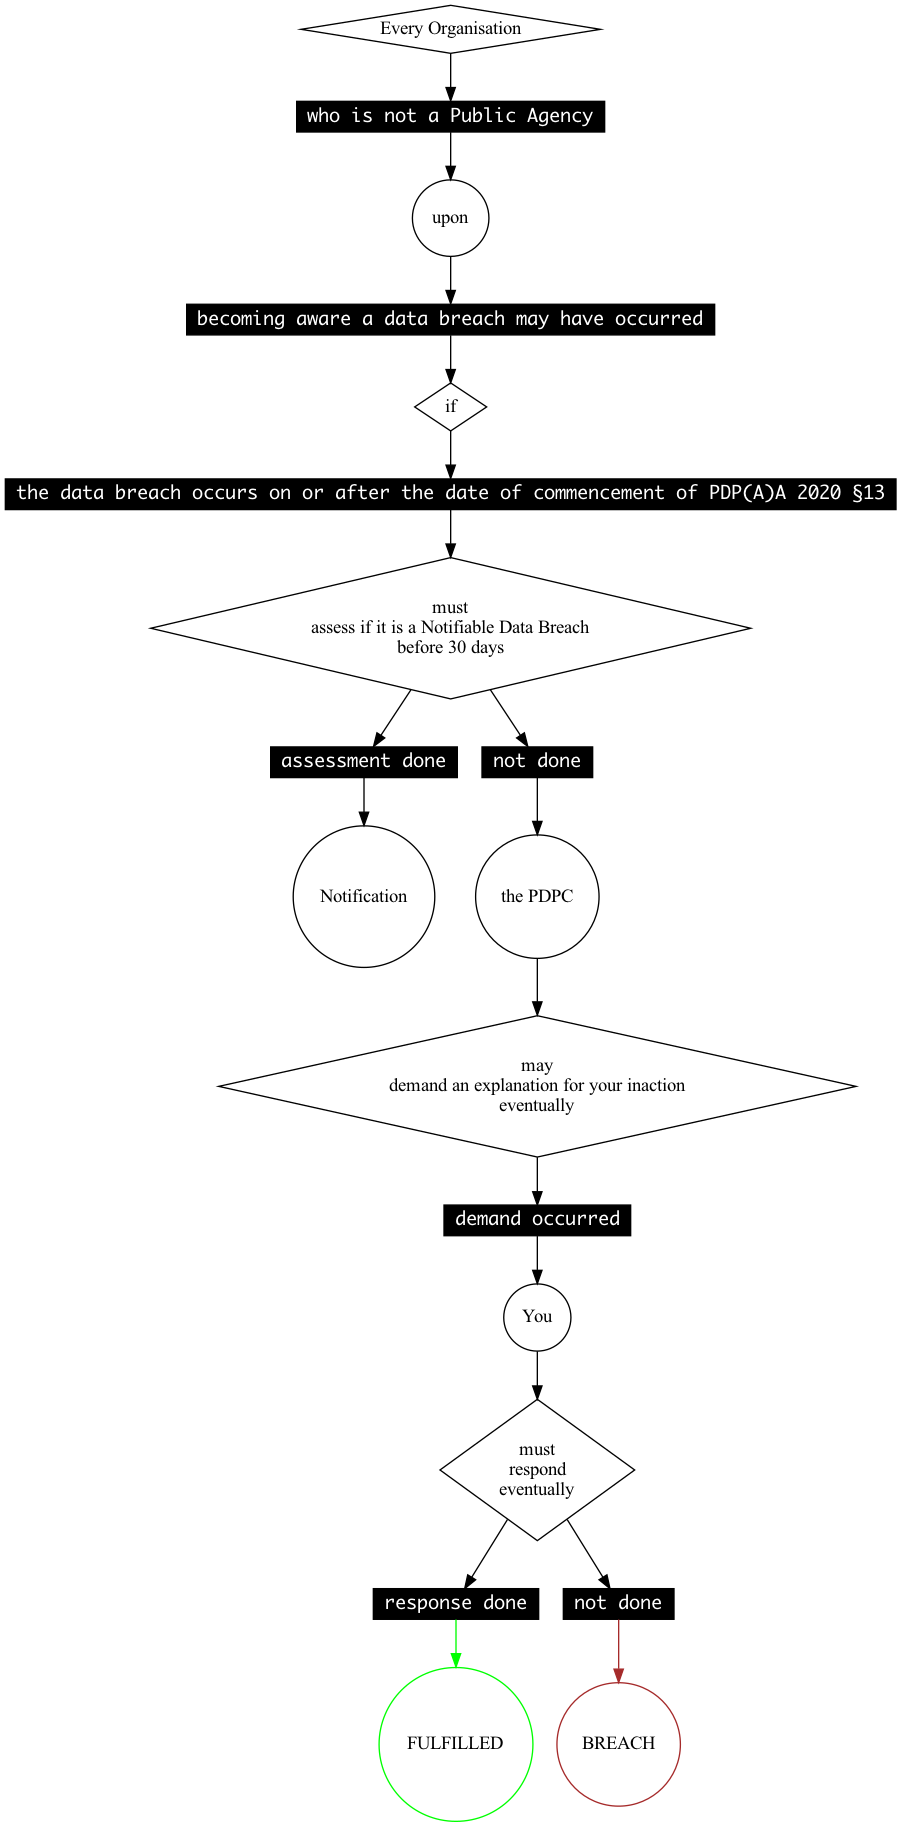 Every Organisation
who is not a Public Agency
upon
becoming aware a data breach may have occurred
if
the data breach occurs on or after the date of commencement of PDP(A)A 2020 §13
must
assess if it is a Notifiable Data Breach
before 30 days
assessment done
not done
Notification
the PDPC
may
demand an explanation for your inaction
eventually
demand occurred
You
must
respond
eventually
response done
not done
FULFILLED
BREACH